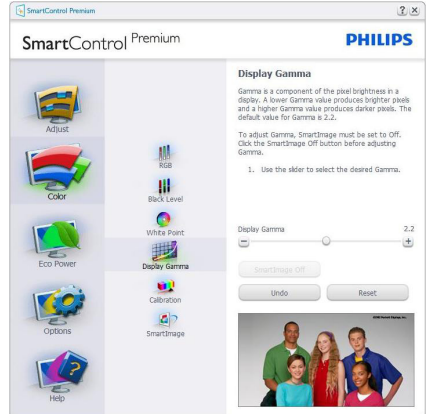 SmartControl Premium
SmartControl Premium
PHILIPS
Adjust
Color
Eco Power
Options
Help
RGB
Black Level
White Point
Display Gamma
Calibration
SmartImage
Display Gamma
Gamma is a component of the pixel brightness in a
display. A lower Gamma value produces brighter pixels
and a higher Gamma value produces darker pixels. The
default value for Gamma is 2.2.
To adjust Gamma, SmartImage must be set to Off.
Click the SmartImage Off button before adjusting
Gamma.
1. Use the slider to select the desired Gamma.
Display Gamma 2.2
SmartImage Off
Undo Reset